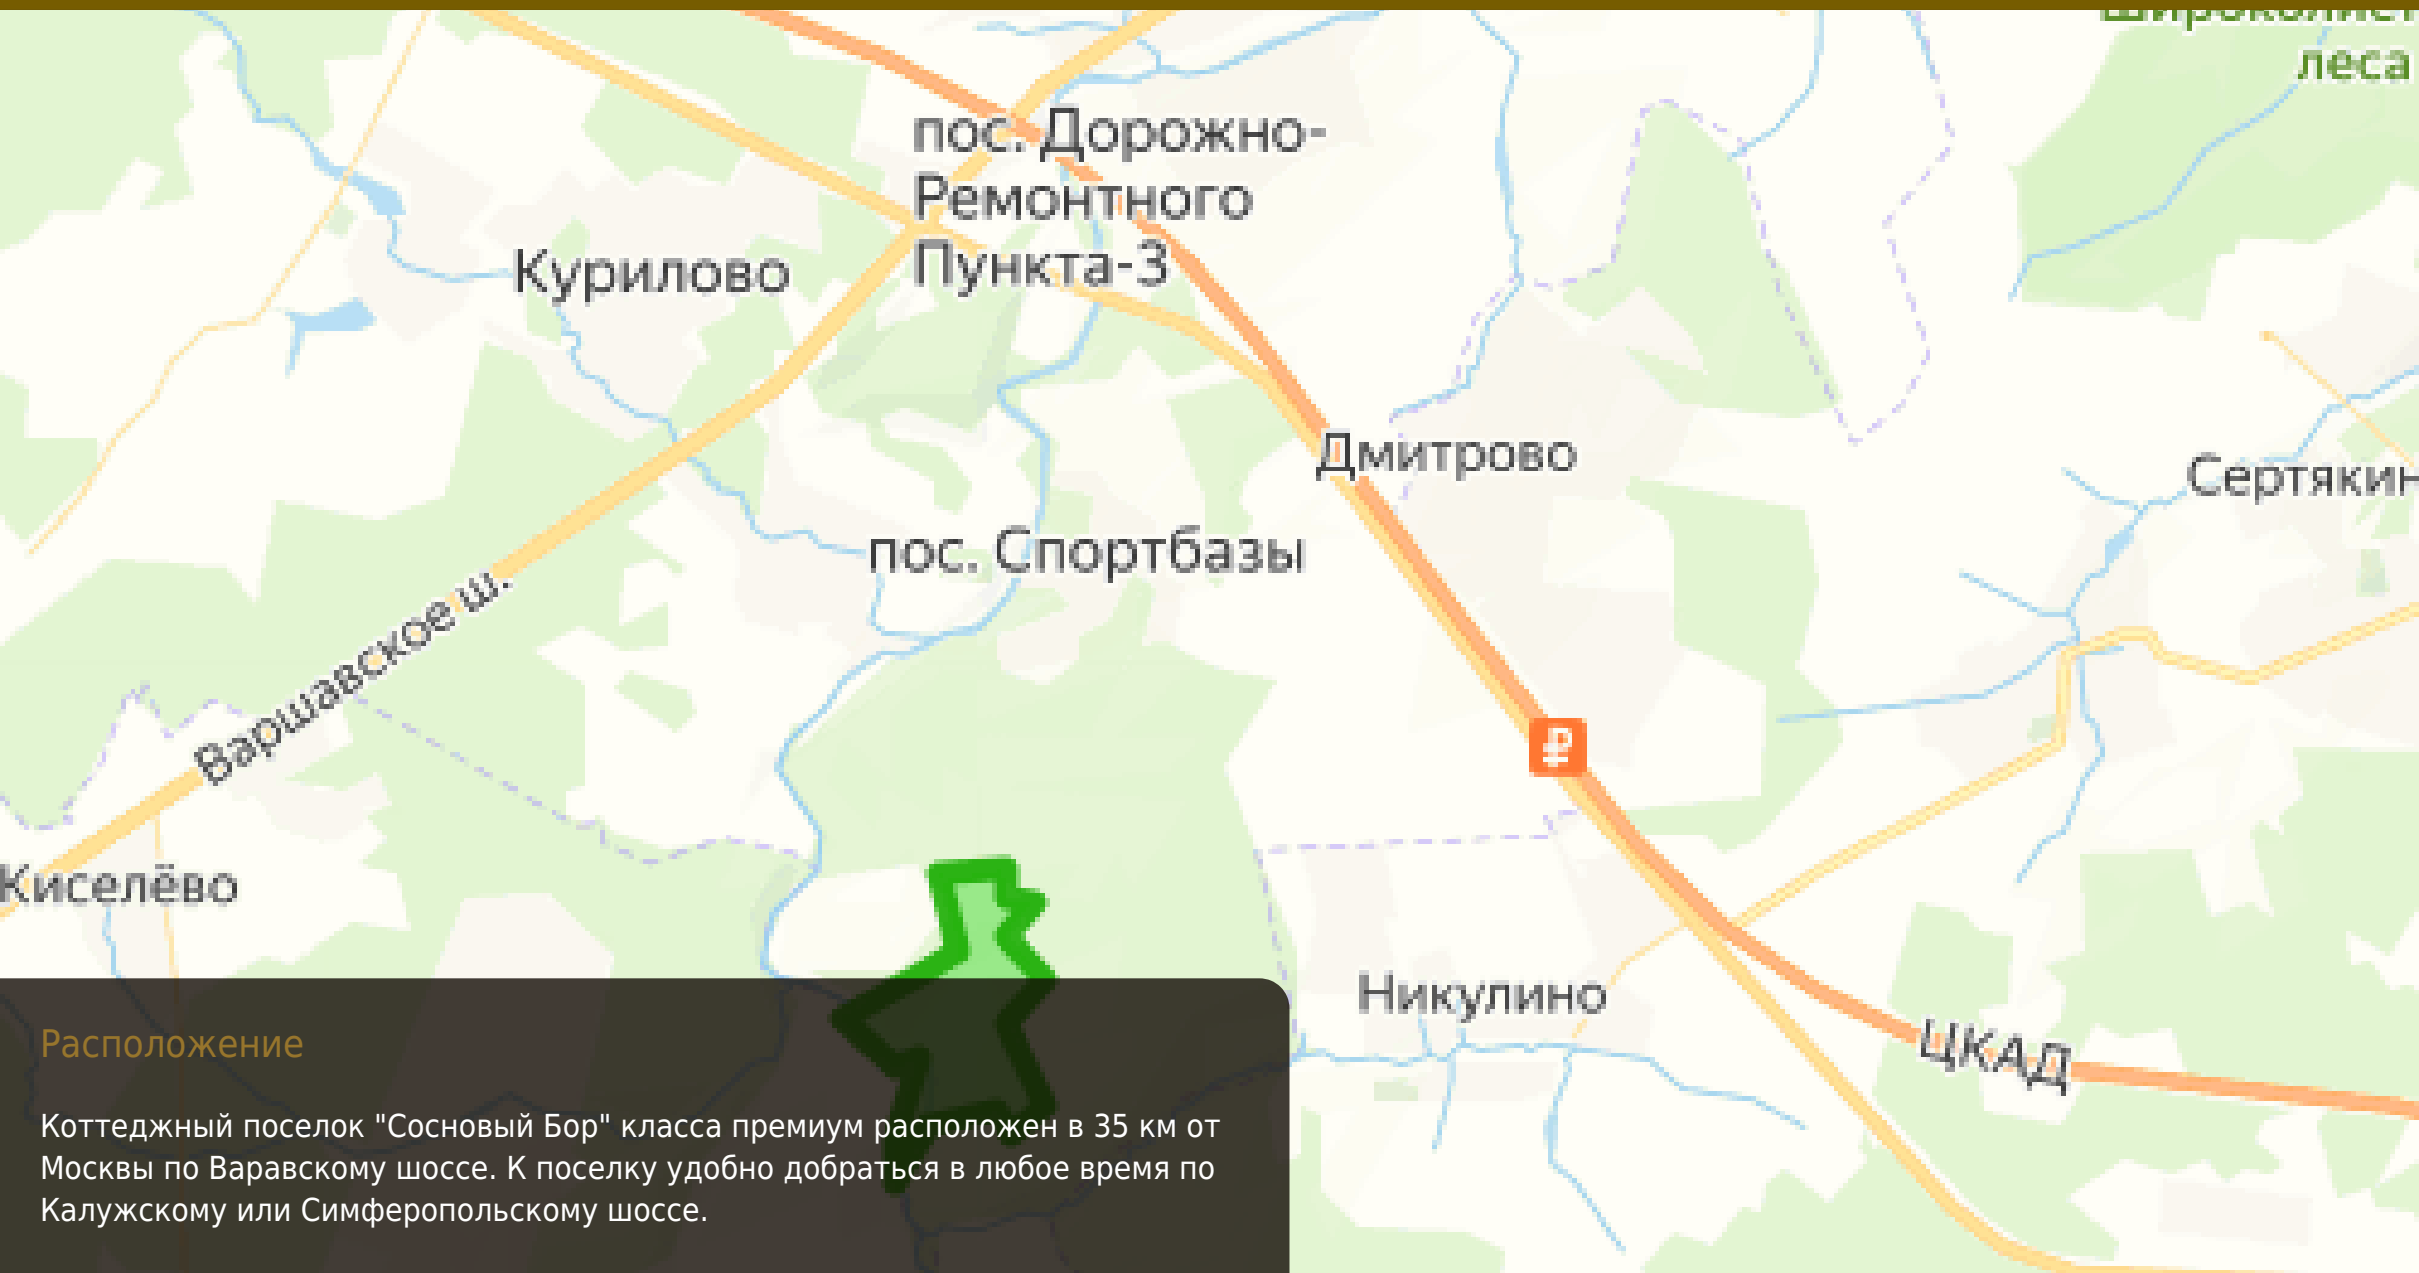 леса
пос. Дорожно-
Ремонтного
Пункта-3
Курилово
Дмитрово
Сертякин
пос. Спортбазы
Варшавское ш.
₽
Киселёво
Никулино
ЦКАД
Расположение
Коттеджный поселок "Сосновый Бор" класса премиум расположен в 35 км от
Москвы по Варавскому шоссе. К поселку удобно добраться в любое время по
Калужскому или Симферопольскому шоссе.